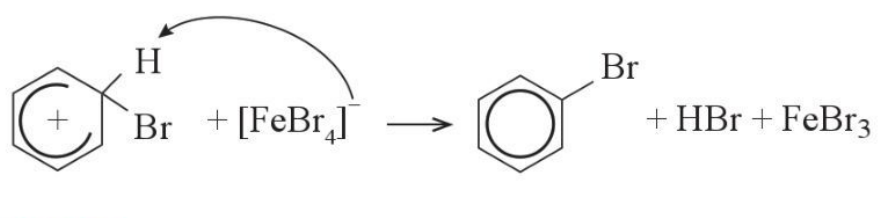 H
+ Br + [FeBr₄]⁻ ⟶ Br + HBr + FeBr₃